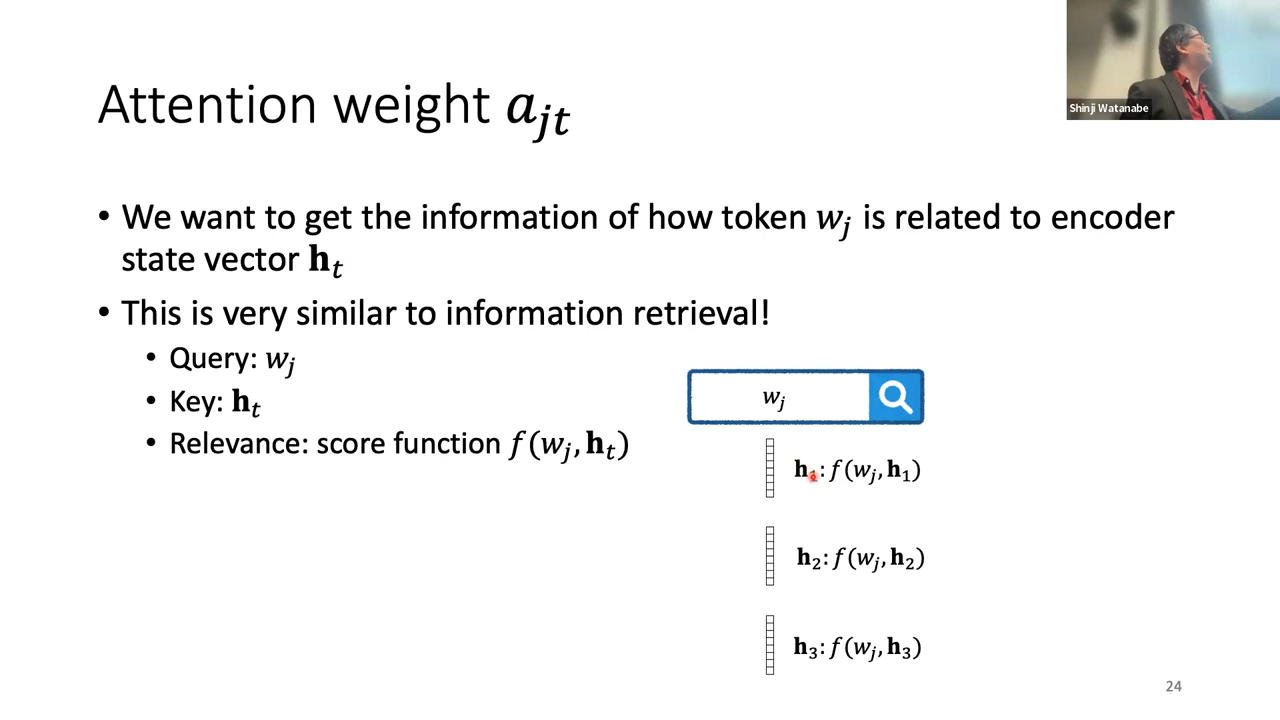 Shinji Watanabe
Attention weight a_{jt}
• We want to get the information of how token w_j is related to encoder
state vector h_t
• This is very similar to information retrieval!
• Query: w_j
• Key: h_t
• Relevance: score function f(w_j, h_t)
w_j
h_1: f(w_j, h_1)
h_2: f(w_j, h_2)
h_3: f(w_j, h_3)
24